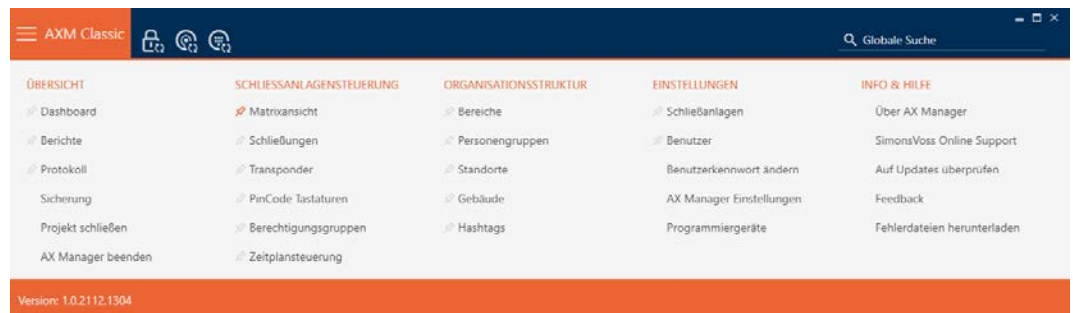 AXM Classic
Globale Suche
ÜBERSICHT
Dashboard
Berichte
Protokoll
Sicherung
Projekt schließen
AX Manager beenden
SCHLIESSANLAGENSTEUERUNG
Matrixansicht
Schließungen
Transponder
PinCode Tastaturen
Berechtigungsgruppen
Zeitplansteuerung
ORGANISATIONSSTRUKTUR
Bereiche
Personengruppen
Standorte
Gebäude
Hashtags
EINSTELLUNGEN
Schließanlagen
Benutzer
Benutzerkennwort ändern
AX Manager Einstellungen
Programmiergeräte
INFO & HILFE
Über AX Manager
SimonsVoss Online Support
Auf Updates überprüfen
Feedback
Fehlerdateien herunterladen
Version: 1.0.2112.1304